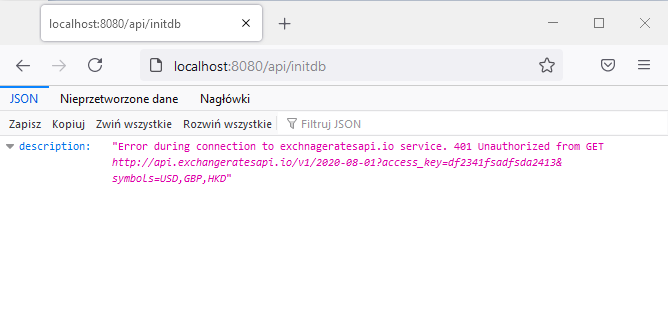 localhost:8080/api/initdb
localhost:8080/api/initdb
JSON Nieprzetworzone dane Nagłówki
Zapisz Kopiuj Zwiń wszystkie Rozwiń wszystkie Filtruj JSON
description: "Error during connection to exchnageratesapi.io service. 401 Unauthorized from GET
http://api.exchangeratesapi.io/v1/2020-08-01?access_key=df2341fsadfsda2413&
symbols=USD,GBP,HKD"